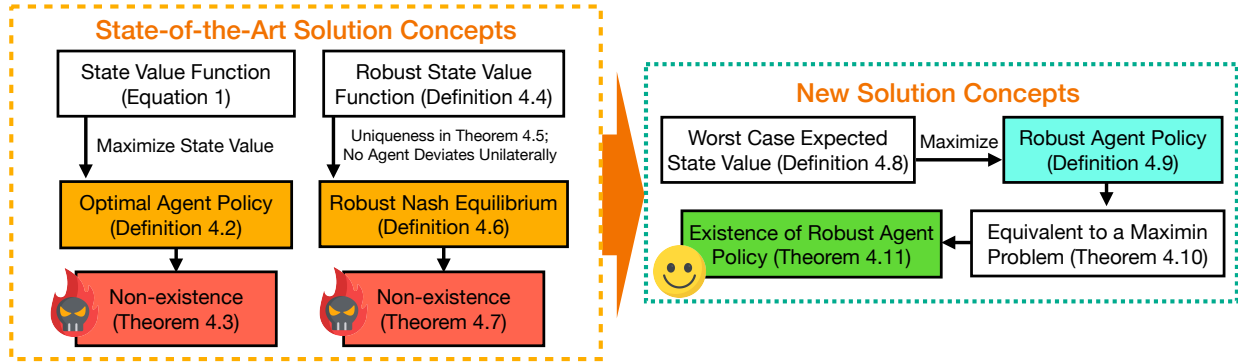 State-of-the-Art Solution Concepts
State Value Function
(Equation 1)
Robust State Value
Function (Definition 4.4)
Maximize State Value
Uniqueness in Theorem 4.5;
No Agent Deviates Unilaterally
Optimal Agent Policy
(Definition 4.2)
Robust Nash Equilibrium
(Definition 4.6)
Non-existence
(Theorem 4.3)
Non-existence
(Theorem 4.7)
New Solution Concepts
Worst Case Expected
State Value (Definition 4.8)
Maximize
Robust Agent Policy
(Definition 4.9)
Existence of Robust Agent
Policy (Theorem 4.11)
Equivalent to a Maximin
Problem (Theorem 4.10)